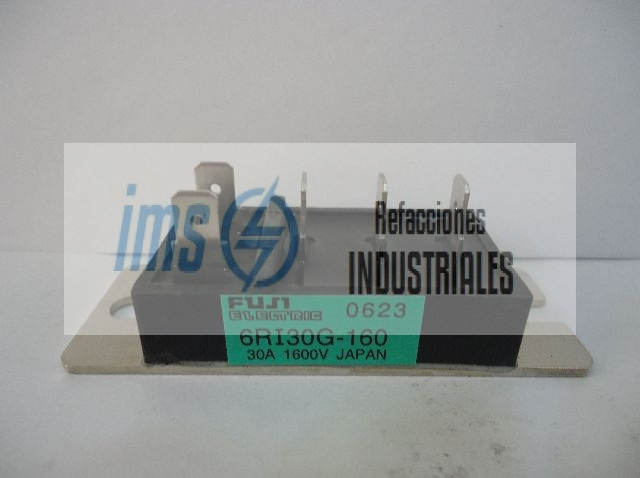 ims
Refacciones
INDUSTRIALES
FUJI
ELECTRIC
0623
6RI30G-160
30A 1600V JAPAN